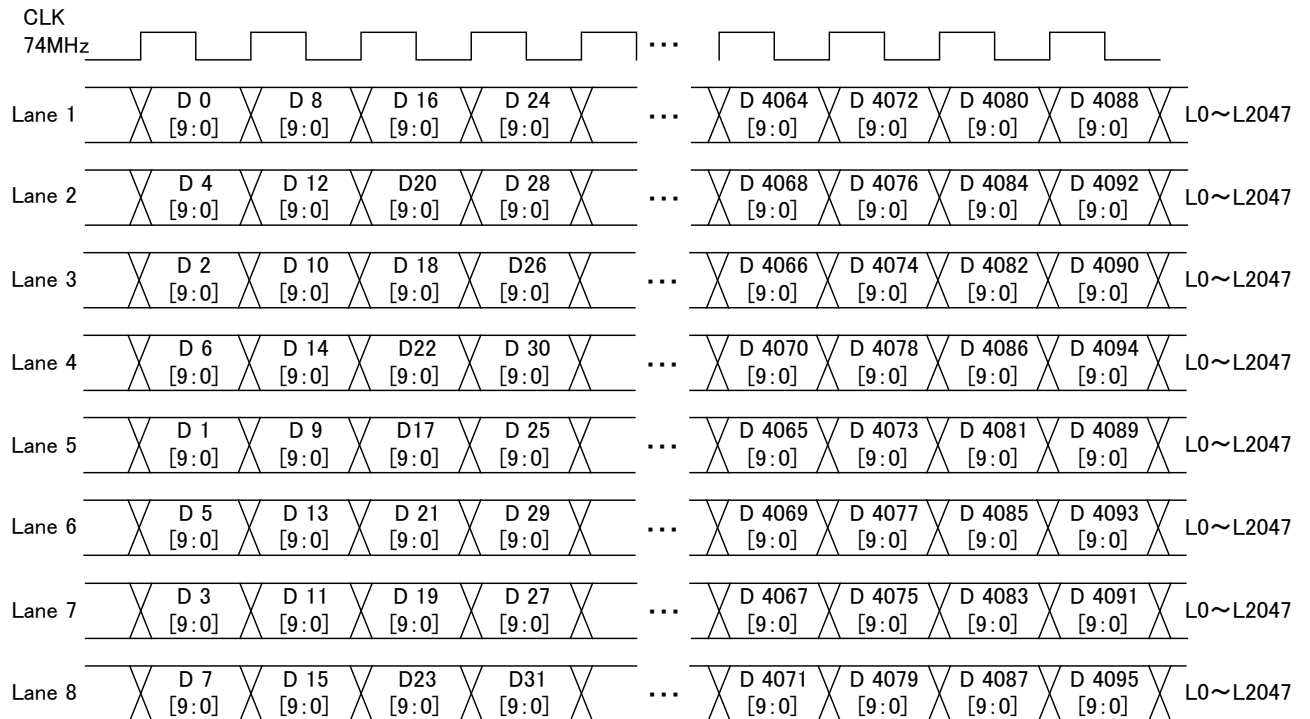 CLK
74MHz
...
Lane 1
D 0 D 8 D 16 D 24 ... D 4064 D 4072 D 4080 D 4088
[9:0] [9:0] [9:0] [9:0] [9:0] [9:0] [9:0] [9:0]
L0～L2047
Lane 2
D 4 D 12 D20 D 28 ... D 4068 D 4076 D 4084 D 4092
[9:0] [9:0] [9:0] [9:0] [9:0] [9:0] [9:0] [9:0]
L0～L2047
Lane 3
D 2 D 10 D 18 D26 ... D 4066 D 4074 D 4082 D 4090
[9:0] [9:0] [9:0] [9:0] [9:0] [9:0] [9:0] [9:0]
L0～L2047
Lane 4
D 6 D 14 D22 D 30 ... D 4070 D 4078 D 4086 D 4094
[9:0] [9:0] [9:0] [9:0] [9:0] [9:0] [9:0] [9:0]
L0～L2047
Lane 5
D 1 D 9 D17 D 25 ... D 4065 D 4073 D 4081 D 4089
[9:0] [9:0] [9:0] [9:0] [9:0] [9:0] [9:0] [9:0]
L0～L2047
Lane 6
D 5 D 13 D 21 D 29 ... D 4069 D 4077 D 4085 D 4093
[9:0] [9:0] [9:0] [9:0] [9:0] [9:0] [9:0] [9:0]
L0～L2047
Lane 7
D 3 D 11 D 19 D 27 ... D 4067 D 4075 D 4083 D 4091
[9:0] [9:0] [9:0] [9:0] [9:0] [9:0] [9:0] [9:0]
L0～L2047
Lane 8
D 7 D 15 D23 D31 ... D 4071 D 4079 D 4087 D 4095
[9:0] [9:0] [9:0] [9:0] [9:0] [9:0] [9:0] [9:0]
L0～L2047